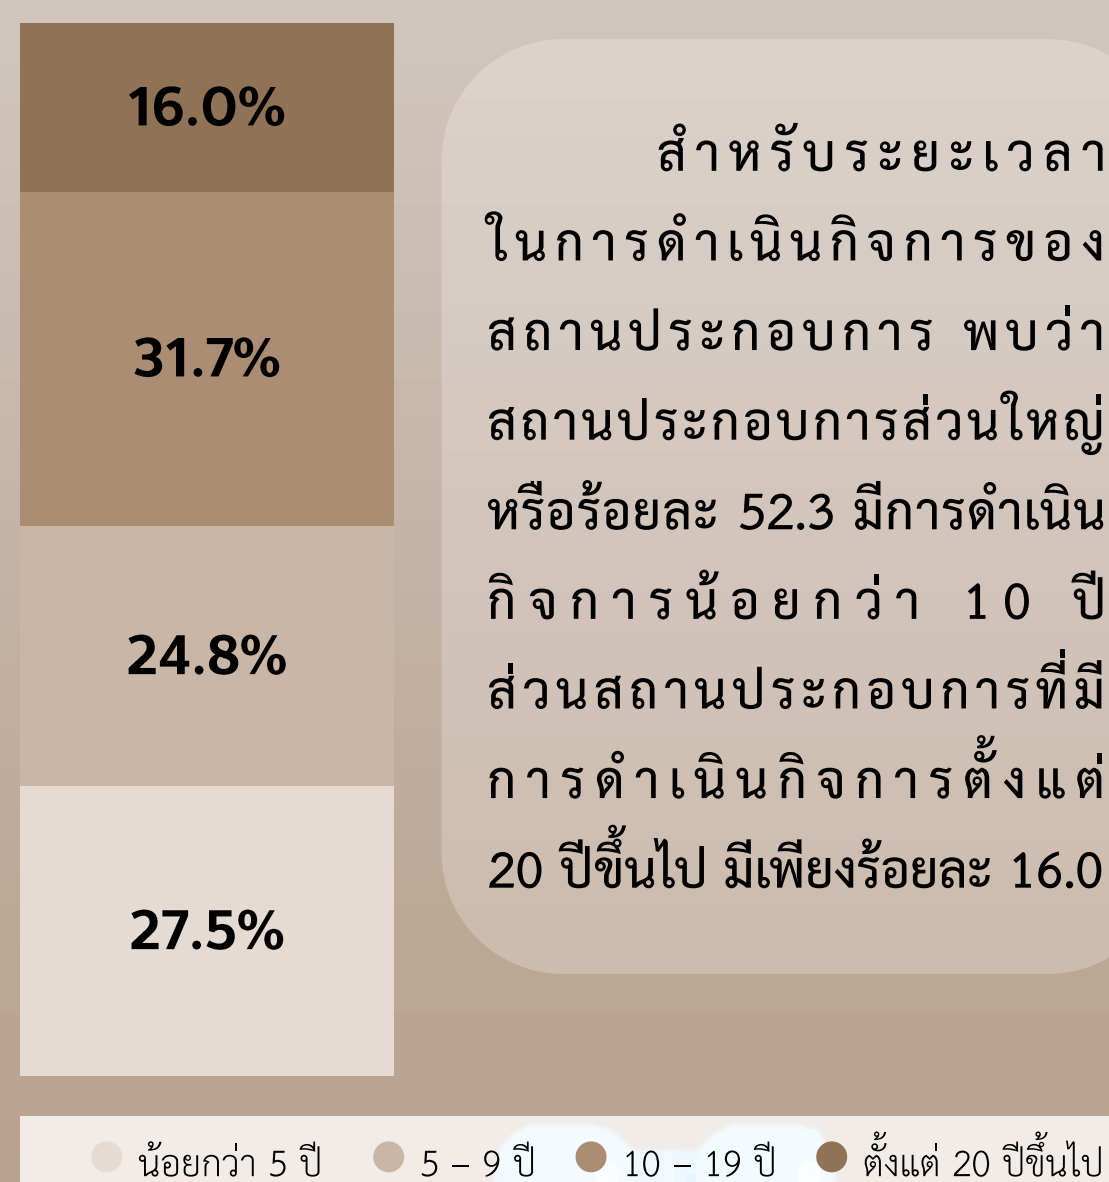 16.0%
31.7%
24.8%
27.5%
สำหรับระยะเวลา
ในการดำเนินกิจการของ
สถานประกอบการ พบว่า
สถานประกอบการส่วนใหญ่
หรือร้อยละ 52.3 มีการดำเนิน
กิจการน้อยกว่า 10 ปี
ส่วนสถานประกอบการที่มี
การดำเนินกิจการตั้งแต่
20 ปีขึ้นไป มีเพียงร้อยละ 16.0
น้อยกว่า 5 ปี 5 – 9 ปี 10 – 19 ปี ตั้งแต่ 20 ปีขึ้นไป